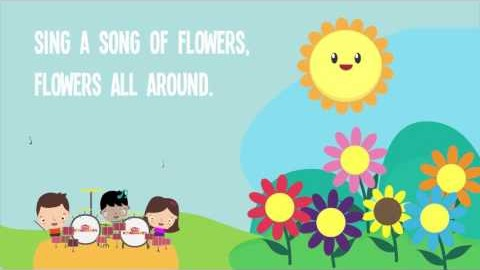 SING A SONG OF FLOWERS,
FLOWERS ALL AROUND.